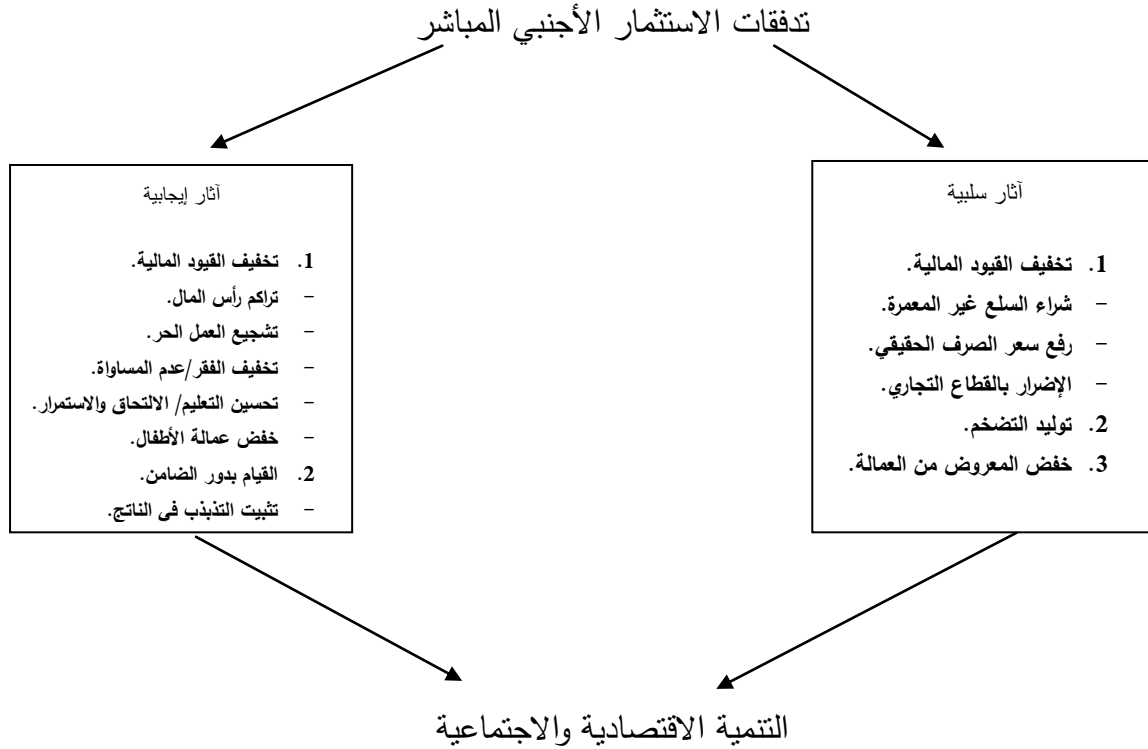 تدفقات الاستثمار الأجنبي المباشر
آثار سلبية
1. تخفيف القيود المالية.
- شراء السلع غير المعمرة.
- رفع سعر الصرف الحقيقي.
- الإضرار بالقطاع التجاري.
2. توليد التضخم.
3. خفض المعروض من العمالة.
آثار إيجابية
1. تخفيف القيود المالية.
- تراكم رأس المال.
- تشجيع العمل الحر.
- تخفيف الفقر/عدم المساواة.
- تحسين التعليم/ الالتحاق والاستمرار.
- خفض عمالة الأطفال.
2. القيام بدور الضامن.
- تثبيت التذبذب فى الناتج.
التنمية الاقتصادية والاجتماعية